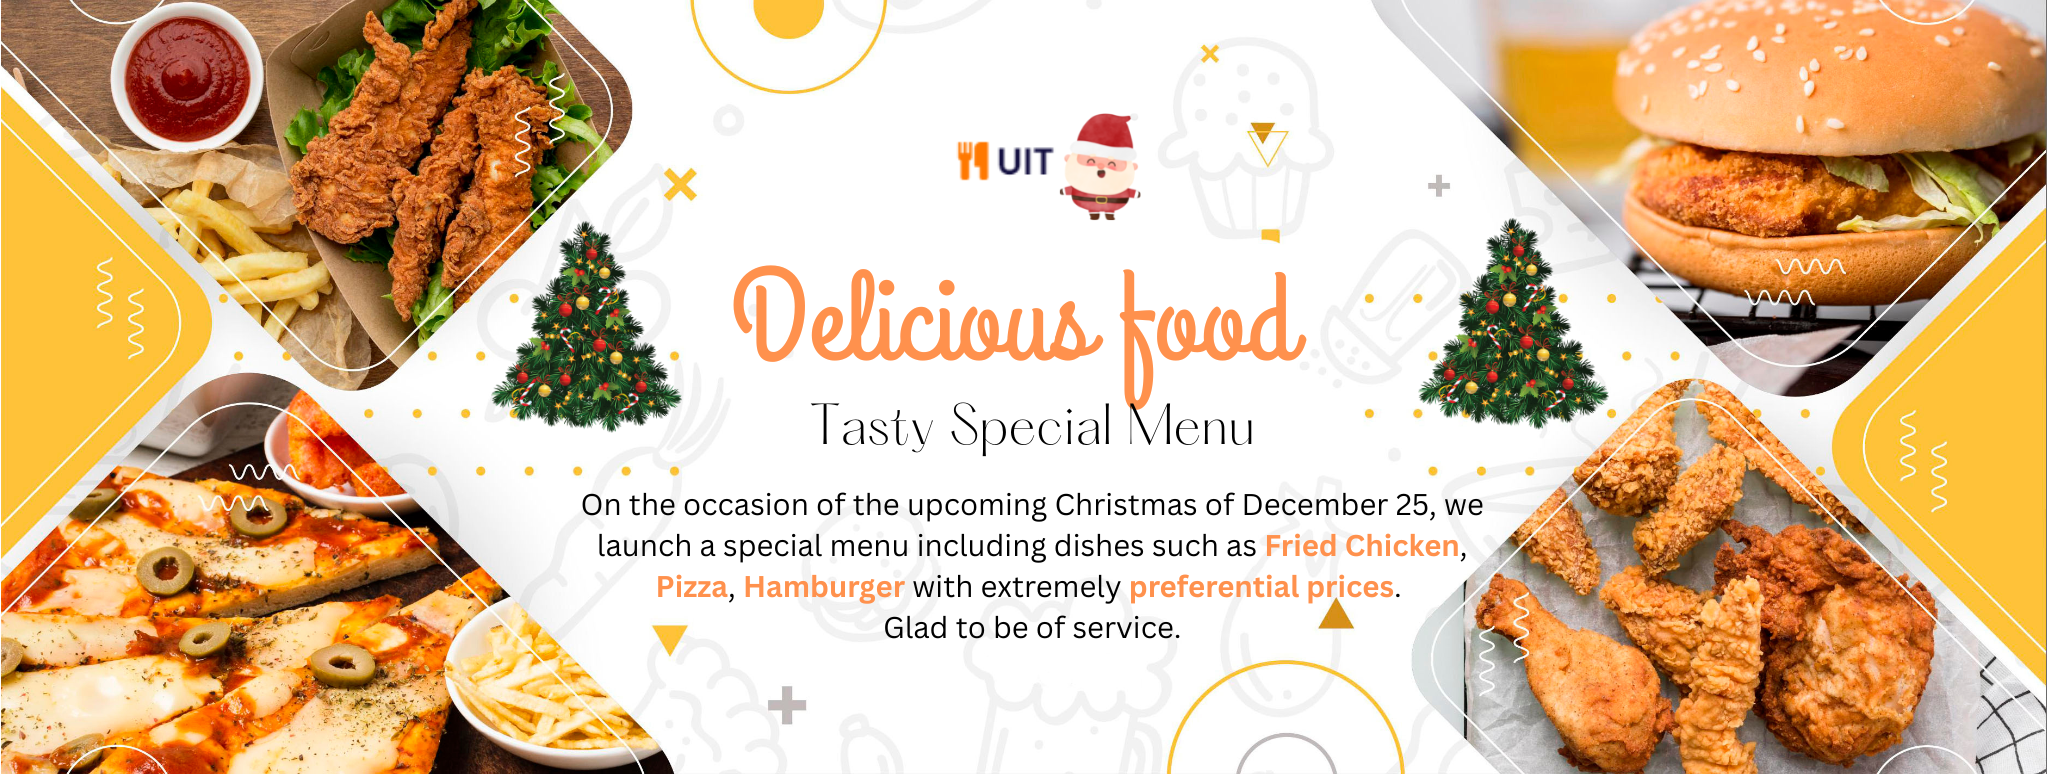 UIT
Delicious food
Tasty Special Menu
On the occasion of the upcoming Christmas of December 25, we
launch a special menu including dishes such as Fried Chicken,
Pizza, Hamburger with extremely preferential prices.
Glad to be of service.